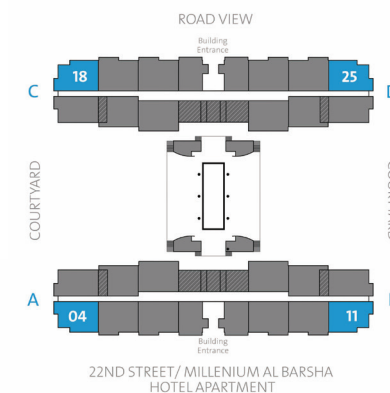 ROAD VIEW
Building
Entrance
18
25
C
COURTYARD
A
04
11
Building
Entrance
22ND STREET/ MILLENIUM AL BARSHA
HOTEL APARTMENT